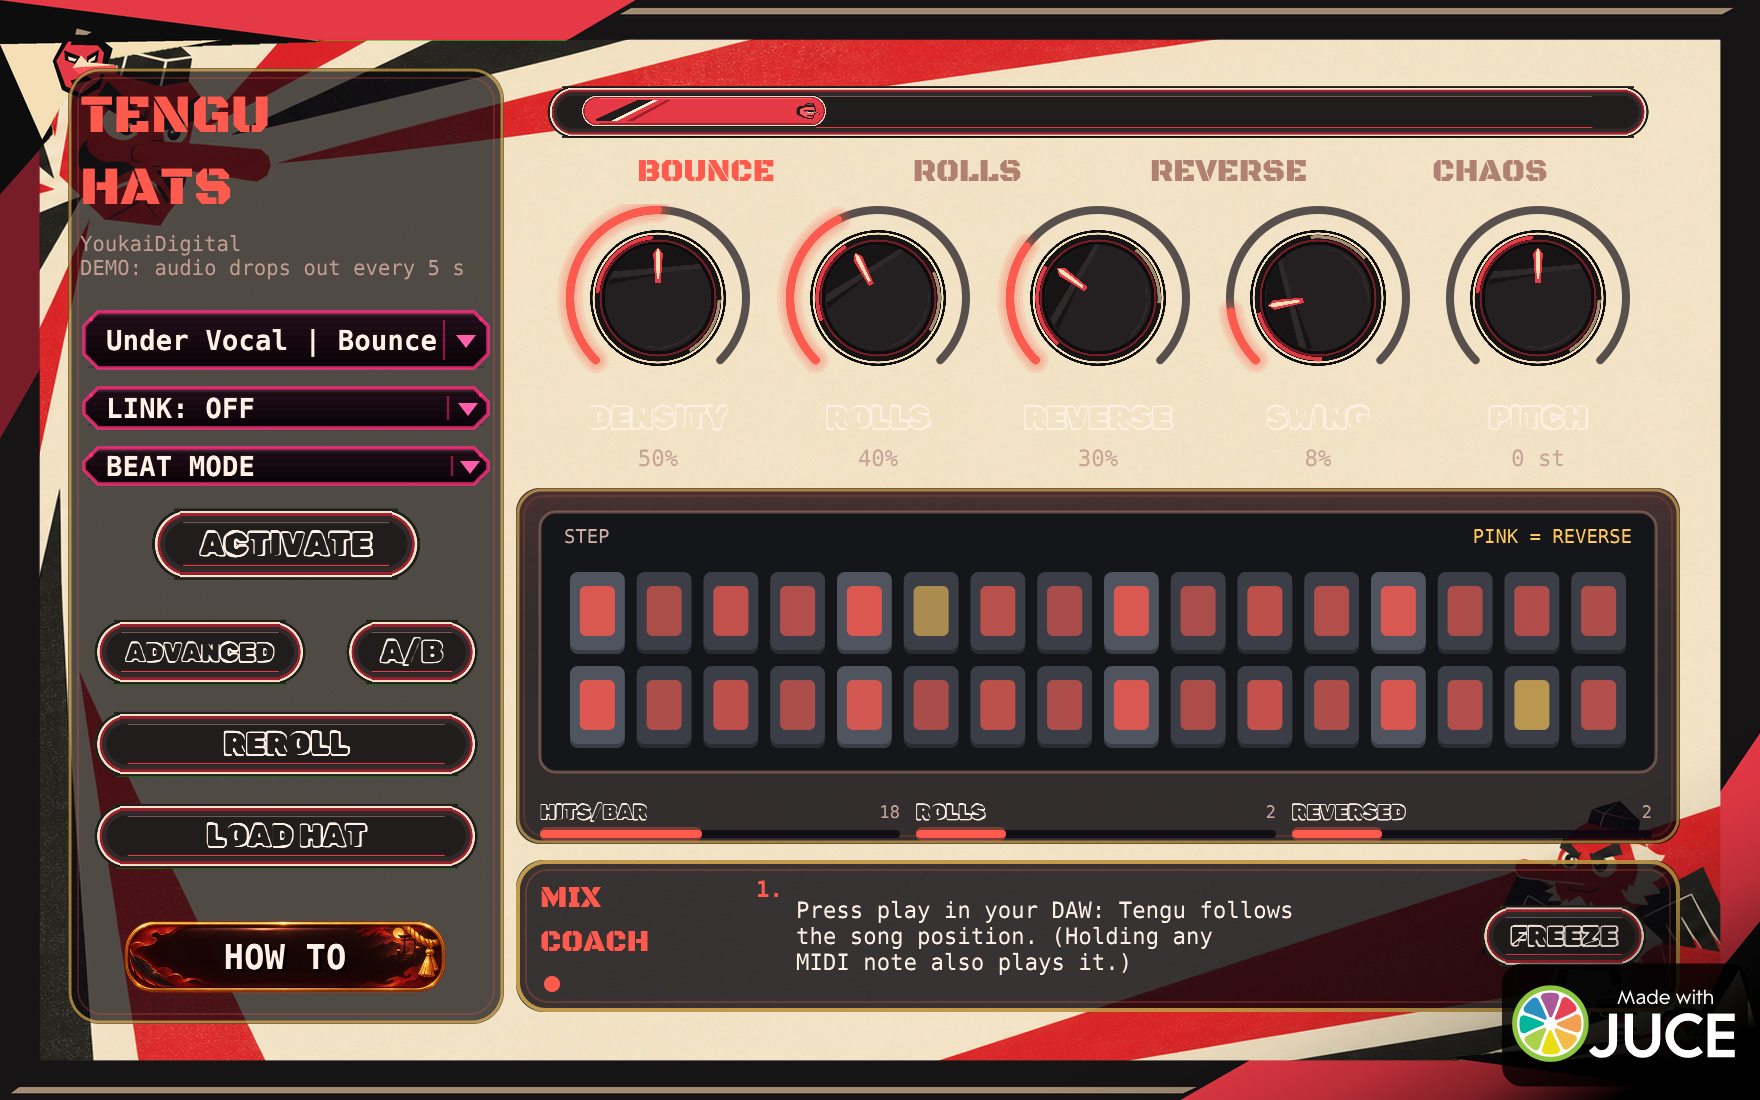 TENGU
HATS
YoukaiDigital
DEMO: audio drops out every 5 s
Under Vocal | Bounce
LINK: OFF
BEAT MODE
ACTIVATE
ADVANCED
A/B
REROLL
LOAD HAT
HOW TO
BOUNCE ROLLS REVERSE CHAOS
DENSITY ROLLS REVERSE SWING PITCH
50% 40% 30% 8% 0 st
STEP PINK = REVERSE
HITS/BAR 18 ROLLS 2 REVERSED 2
MIX
COACH
1.
Press play in your DAW: Tengu follows
the song position. (Holding any
MIDI note also plays it.)
FREEZE
Made with
JUCE